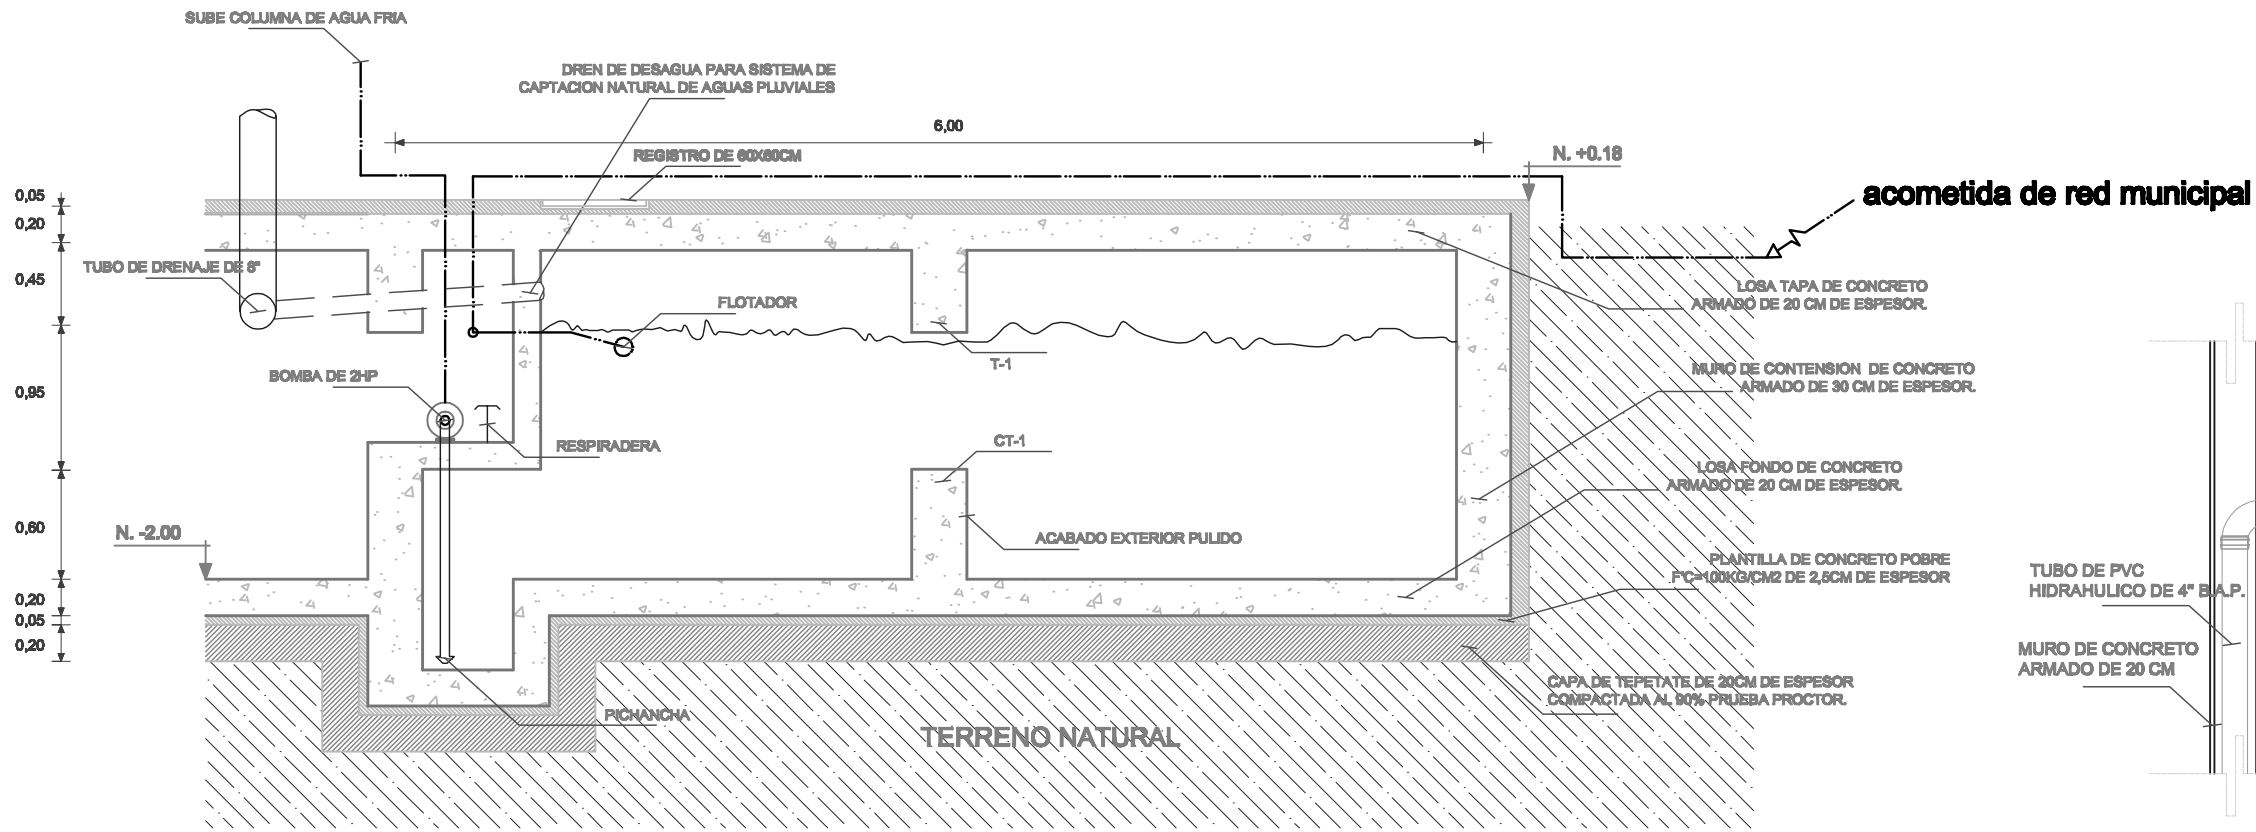 SUBE COLUMNA DE AGUA FRIA
DREN DE DESAGUA PARA SISTEMA DE
CAPTACION NATURAL DE AGUAS PLUVIALES
6,00
REGISTRO DE 60X60CM
N. +0.18
acometida de red municipal
0,05
0,20
0,45
0,95
0,60
0,20
0,05
0,20
TUBO DE DRENAJE DE 6"
FLOTADOR
LOSA TAPA DE CONCRETO
ARMADO DE 20 CM DE ESPESOR.
T-1
BOMBA DE 2HP
MURO DE CONTENSION DE CONCRETO
ARMADO DE 30 CM DE ESPESOR.
RESPIRADERA
CT-1
LOSA FONDO DE CONCRETO
ARMADO DE 20 CM DE ESPESOR.
N. -2.00
ACABADO EXTERIOR PULIDO
PLANTILLA DE CONCRETO POBRE
F'C=100KG/CM2 DE 2,5CM DE ESPESOR
TUBO DE PVC
HIDRAHULICO DE 4" B.A.P.
MURO DE CONCRETO
ARMADO DE 20 CM
CAPA DE TEPETATE DE 20CM DE ESPESOR
COMPACTADA AL 90% PRUEBA PROCTOR.
PICHANCHA
TERRENO NATURAL